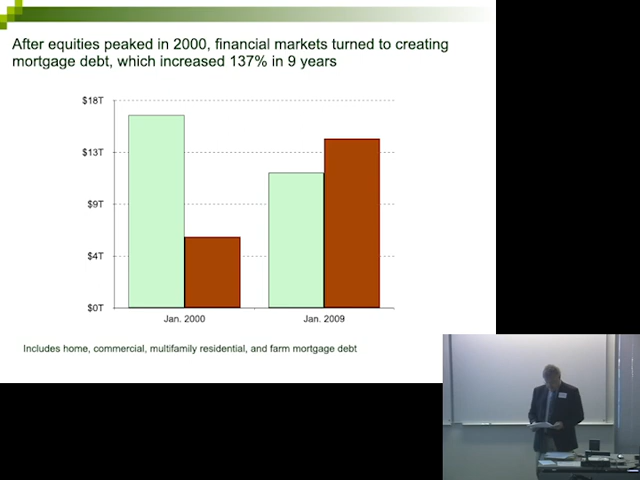 After equities peaked in 2000, financial markets turned to creating
mortgage debt, which increased 137% in 9 years
$18T
$13T
$9T
$4T
$0T
Jan. 2000 Jan. 2009
Includes home, commercial, multifamily residential, and farm mortgage debt